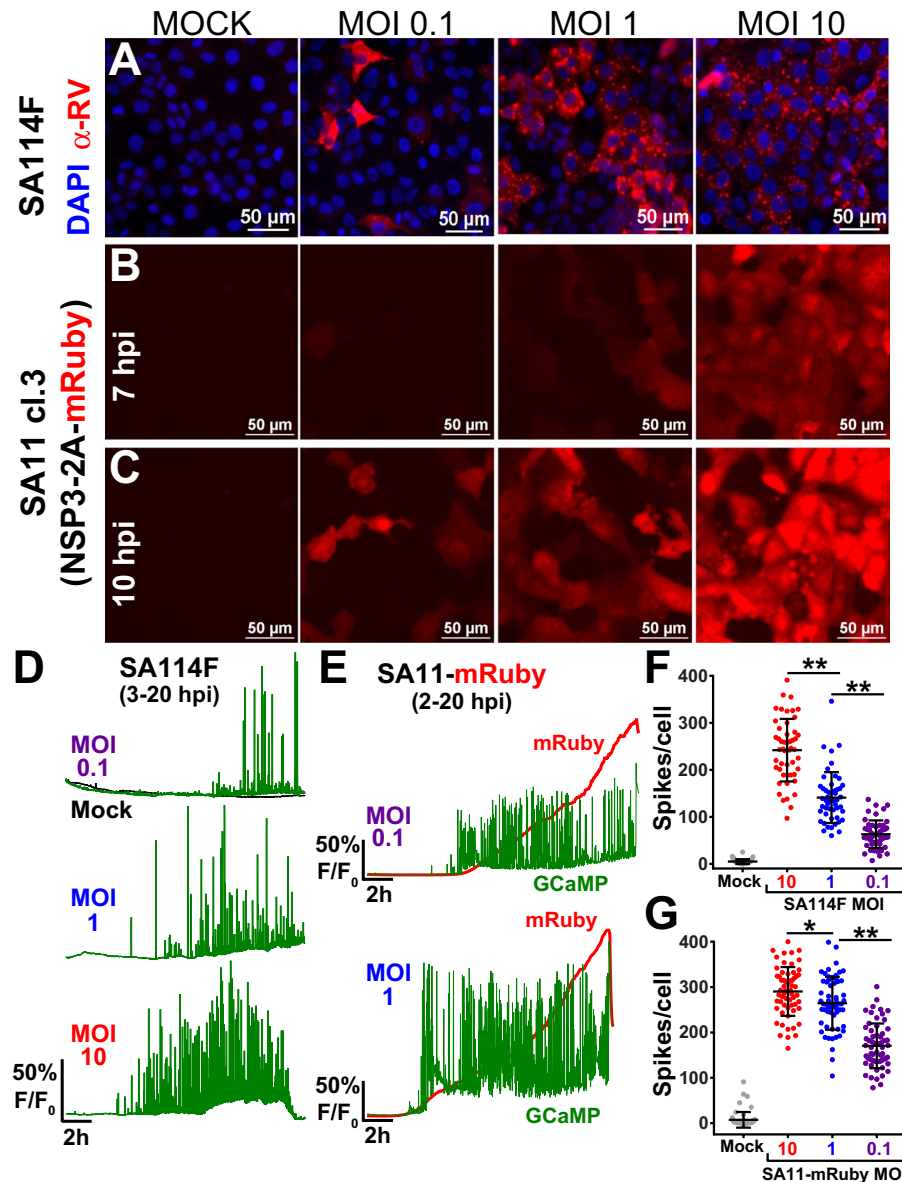 MOCK MOI 0.1 MOI 1 MOI 10
A
SA114F
DAPI α-RV
50 µm 50 µm 50 µm 50 µm
B
7 hpi
50 µm 50 µm 50 µm 50 µm
SA11 cl.3
(NSP3-2A-mRuby)
C
10 hpi
50 µm 50 µm 50 µm 50 µm
D
SA114F
(3-20 hpi)
MOI
0.1
Mock
MOI
1
MOI
10
50%
F/F0
2h
E
SA11-mRuby
(2-20 hpi)
mRuby
MOI
0.1
50%
F/F0
2h
GCaMP
mRuby
MOI
1
50%
F/F0
2h
GCaMP
F
Spikes/cell
400
300
200
100
0
** **
Mock 10 1 0.1
SA114F MOI
G
Spikes/cell
400
300
200
100
0
* **
Mock 10 1 0.1
SA11-mRuby MO